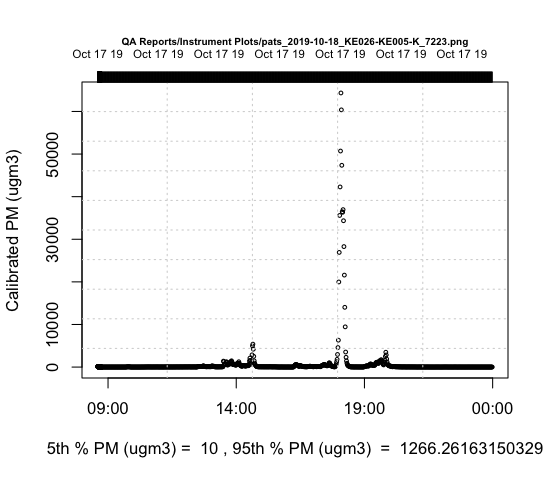 QA Reports/Instrument Plots/pats_2019-10-18_KE026-KE005-K_7223.png
Oct 17 19 Oct 17 19 Oct 17 19 Oct 17 19 Oct 17 19 Oct 17 19 Oct 17 19
Calibrated PM (ugm3)
50000
30000
10000
0
09:00 14:00 19:00 00:00
5th % PM (ugm3) = 10 , 95th % PM (ugm3) = 1266.26163150329